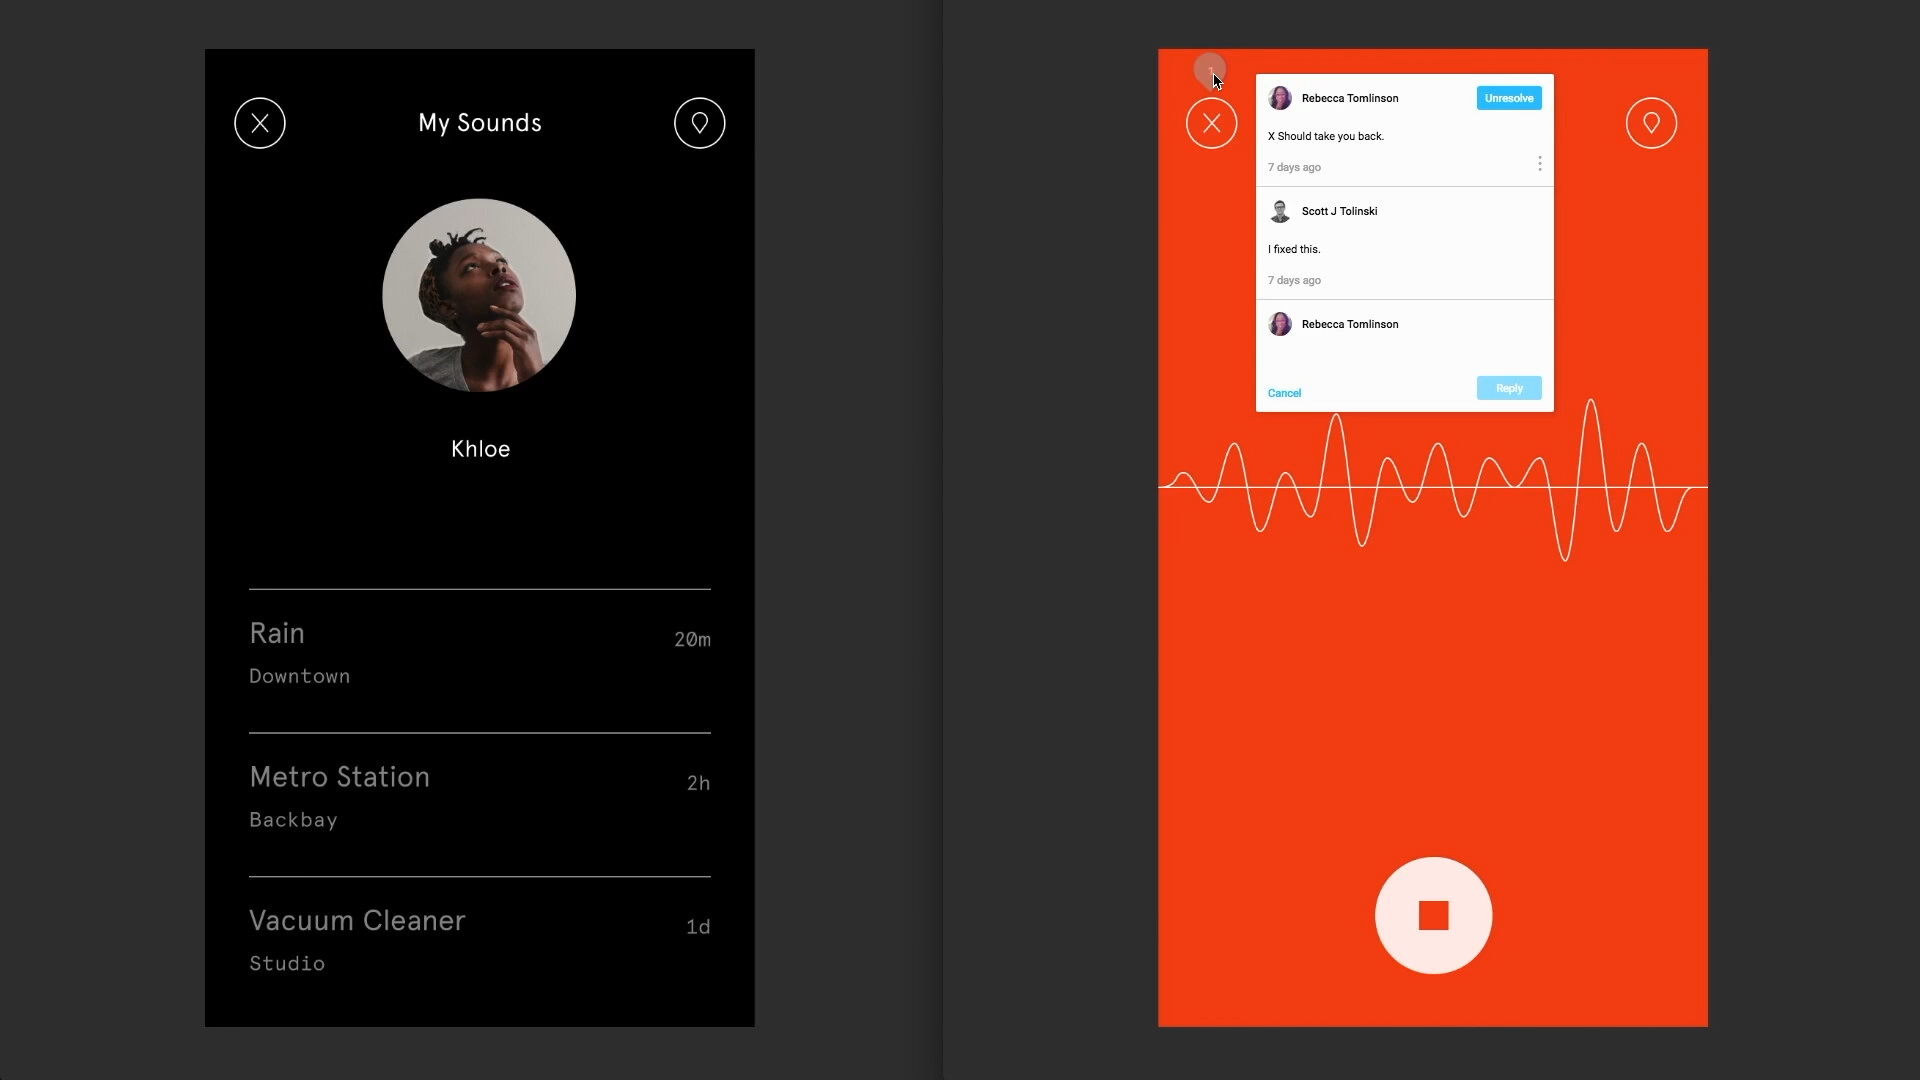 My Sounds
Khloe
Rain
20m
Downtown
Metro Station
2h
Backbay
Vacuum Cleaner
1d
Studio
1
Rebecca Tomlinson
Unresolve
X Should take you back.
7 days ago
Scott J Tolinski
I fixed this.
7 days ago
Rebecca Tomlinson
Cancel
Reply